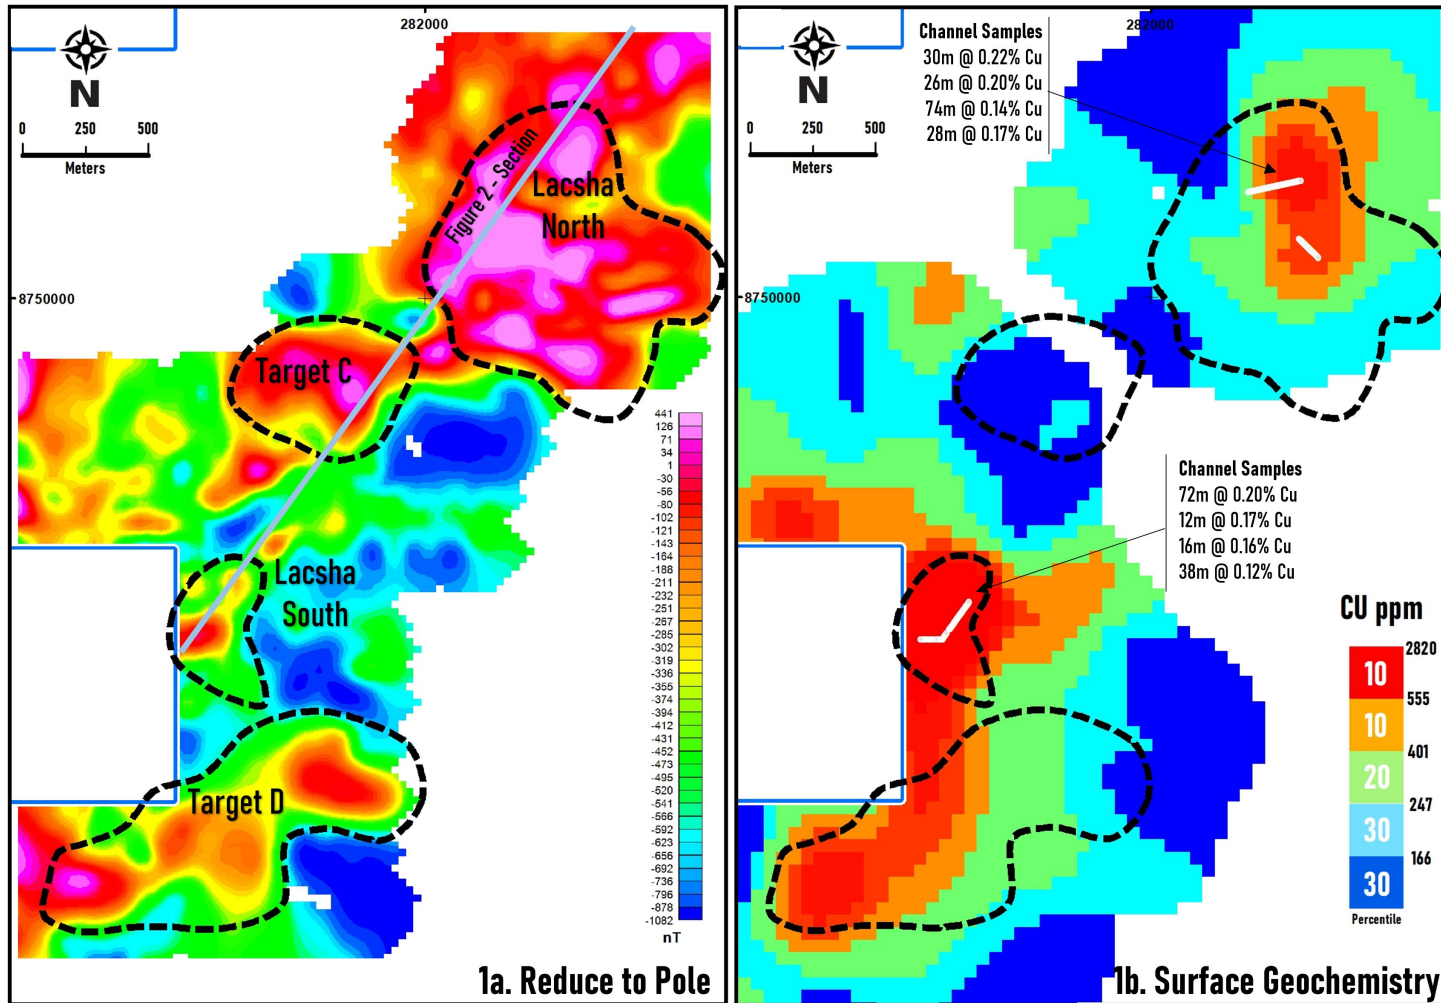 282000
N
0 250 500
Meters
Figure 2 - Section
Lacsha
North
8750000
Target C
Lacsha
South
Target D
441
126
71
34
1
-30
-56
-80
-102
-121
-143
-164
-188
-211
-232
-251
-267
-285
-302
-319
-336
-355
-374
-394
-412
-432
-452
-473
-495
-520
-541
-566
-592
-623
-656
-692
-736
-796
-878
-1082
nT
1a. Reduce to Pole
282000
N
0 250 500
Meters
Channel Samples
30m @ 0.22% Cu
26m @ 0.20% Cu
74m @ 0.14% Cu
28m @ 0.17% Cu
8750000
Channel Samples
72m @ 0.20% Cu
12m @ 0.17% Cu
16m @ 0.16% Cu
38m @ 0.12% Cu
CU ppm
2820
10
555
10
401
20
247
30
166
30
Percentile
1b. Surface Geochemistry